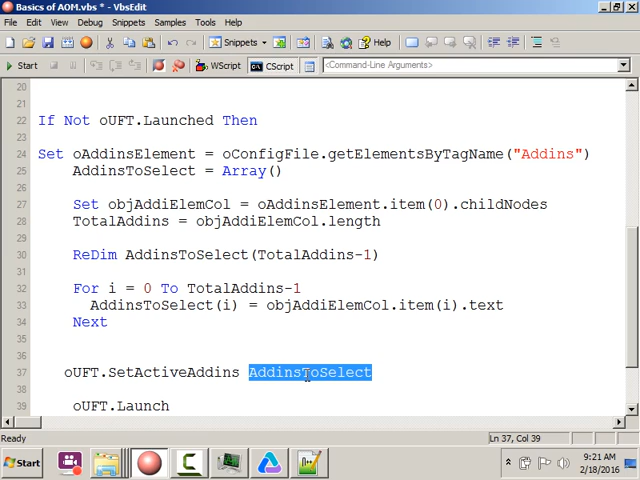 Basics of AOM.vbs * - VbsEdit
File Edit View Debug Snippets Samples Tools Help
Snippets Help
Start WScript CScript <Command-Line Arguments>
20
21
22 If Not oUFT.Launched Then
23
24 Set oAddinsElement = oConfigFile.getElementsByTagName("Addins")
25 AddinsToSelect = Array()
26
27 Set objAddiElemCol = oAddinsElement.item(0).childNodes
28 TotalAddins = objAddiElemCol.length
29
30 ReDim AddinsToSelect(TotalAddins-1)
31
32 For i = 0 To TotalAddins-1
33 AddinsToSelect(i) = objAddiElemCol.item(i).text
34 Next
35
36
37 oUFT.SetActiveAddins AddinsToSelect
38
39 oUFT.Launch
Ready Ln 37, Col 39
Start 9:21 AM
2/18/2016